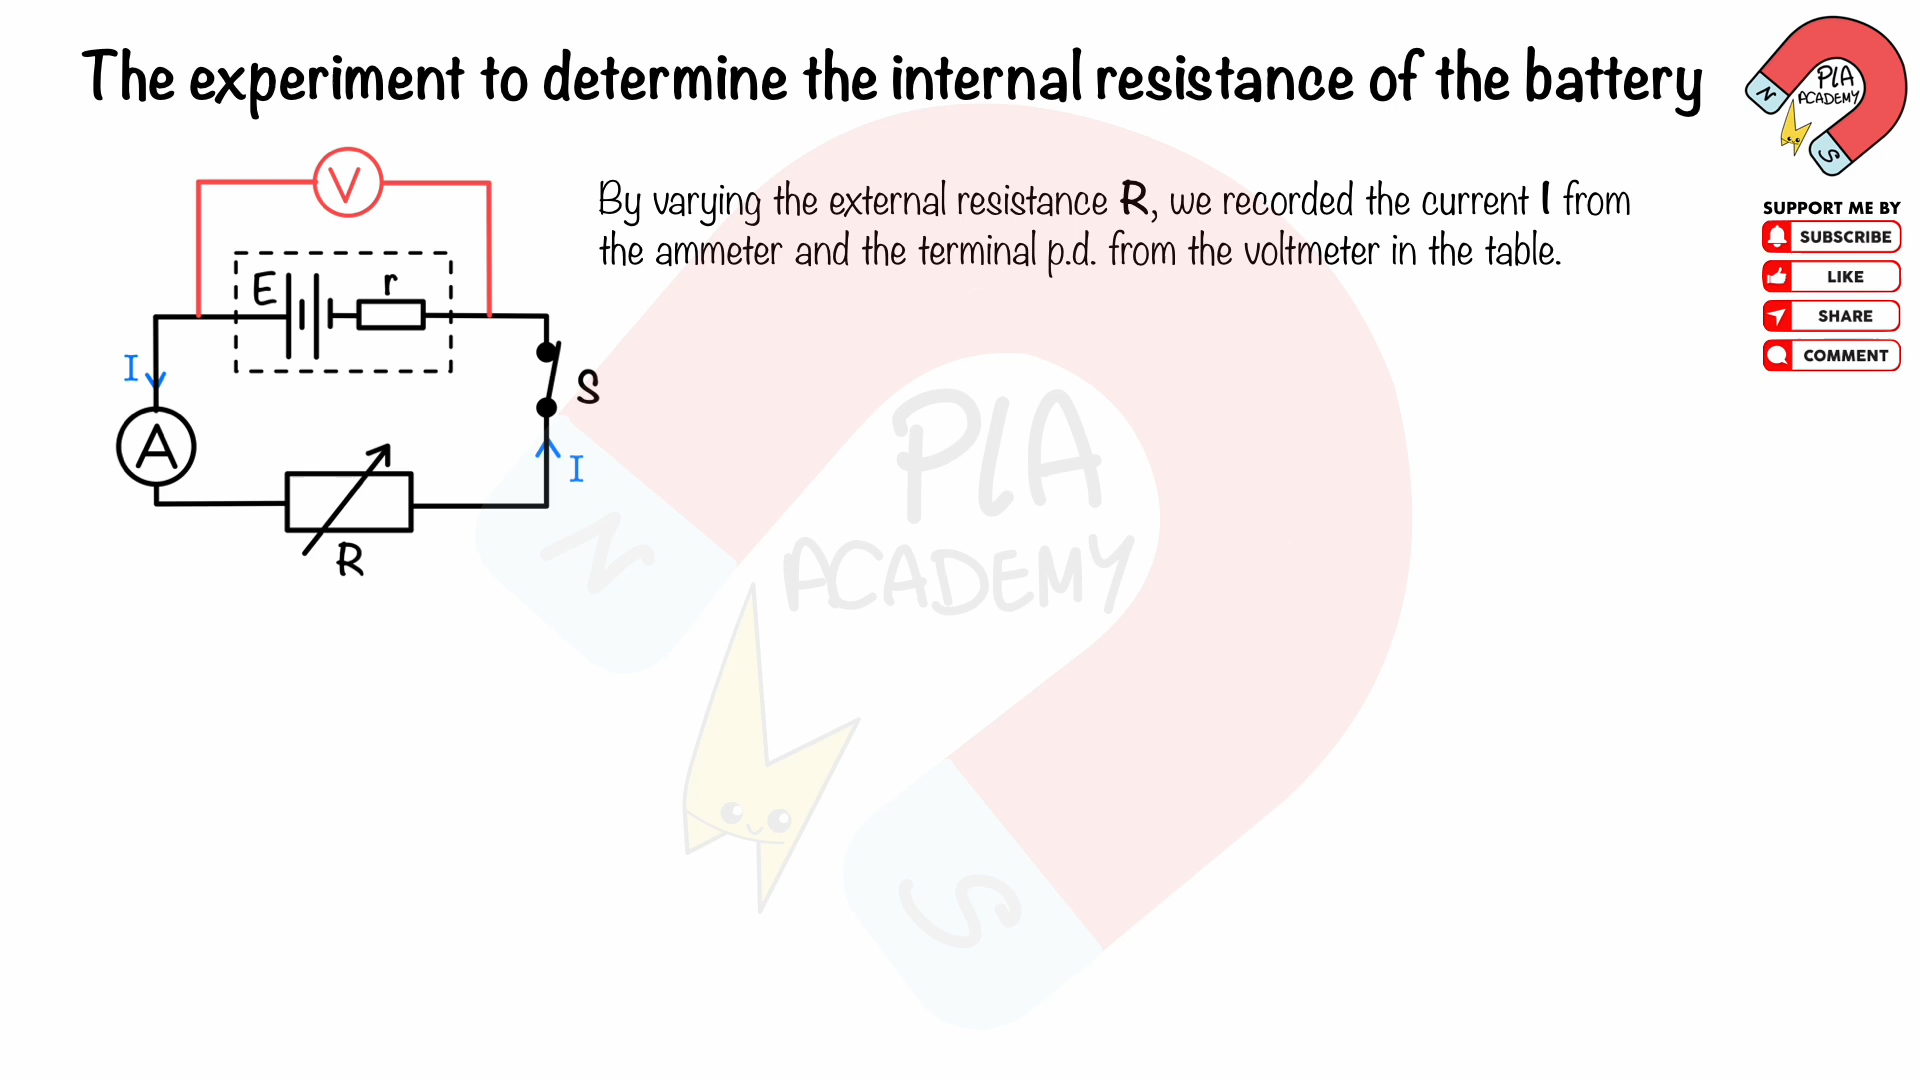 The experiment to determine the internal resistance of the battery
PLA
ACADEMY
N
S
SUPPORT ME BY
SUBSCRIBE
LIKE
SHARE
COMMENT
By varying the external resistance R, we recorded the current I from
the ammeter and the terminal p.d. from the voltmeter in the table.
V
E
r
I
S
A
I
R
PLA
ACADEMY
N
S